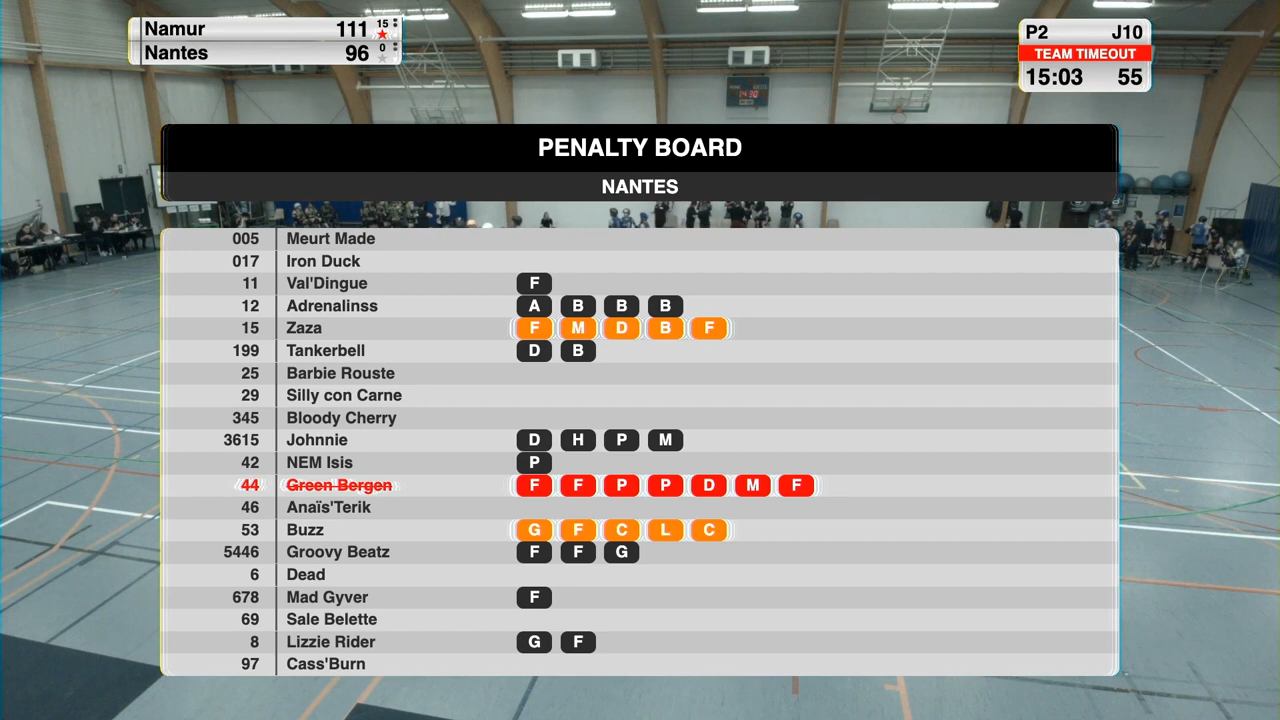 Namur 111 15
Nantes 96 0
P2 J10
TEAM TIMEOUT
15:03 55
PENALTY BOARD
NANTES
005 Meurt Made
017 Iron Duck
11 Val'Dingue F
12 Adrenalinss A B B B
15 Zaza F M D B F
199 Tankerbell D B
25 Barbie Rouste
29 Silly con Carne
345 Bloody Cherry
3615 Johnnie D H P M
42 NEM Isis P
44 Green Bergen F F P P D M F
46 Anaïs'Terik
53 Buzz G F C L C
5446 Groovy Beatz F F G
6 Dead
678 Mad Gyver F
69 Sale Belette
8 Lizzie Rider G F
97 Cass'Burn